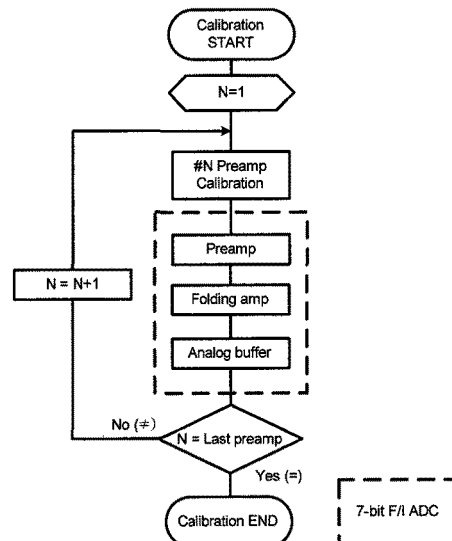 Calibration
START
N=1
#N Preamp
Calibration
Preamp
N = N+1
Folding amp
Analog buffer
No (≠)
N = Last preamp
Yes (=)
Calibration END
7-bit F/I ADC